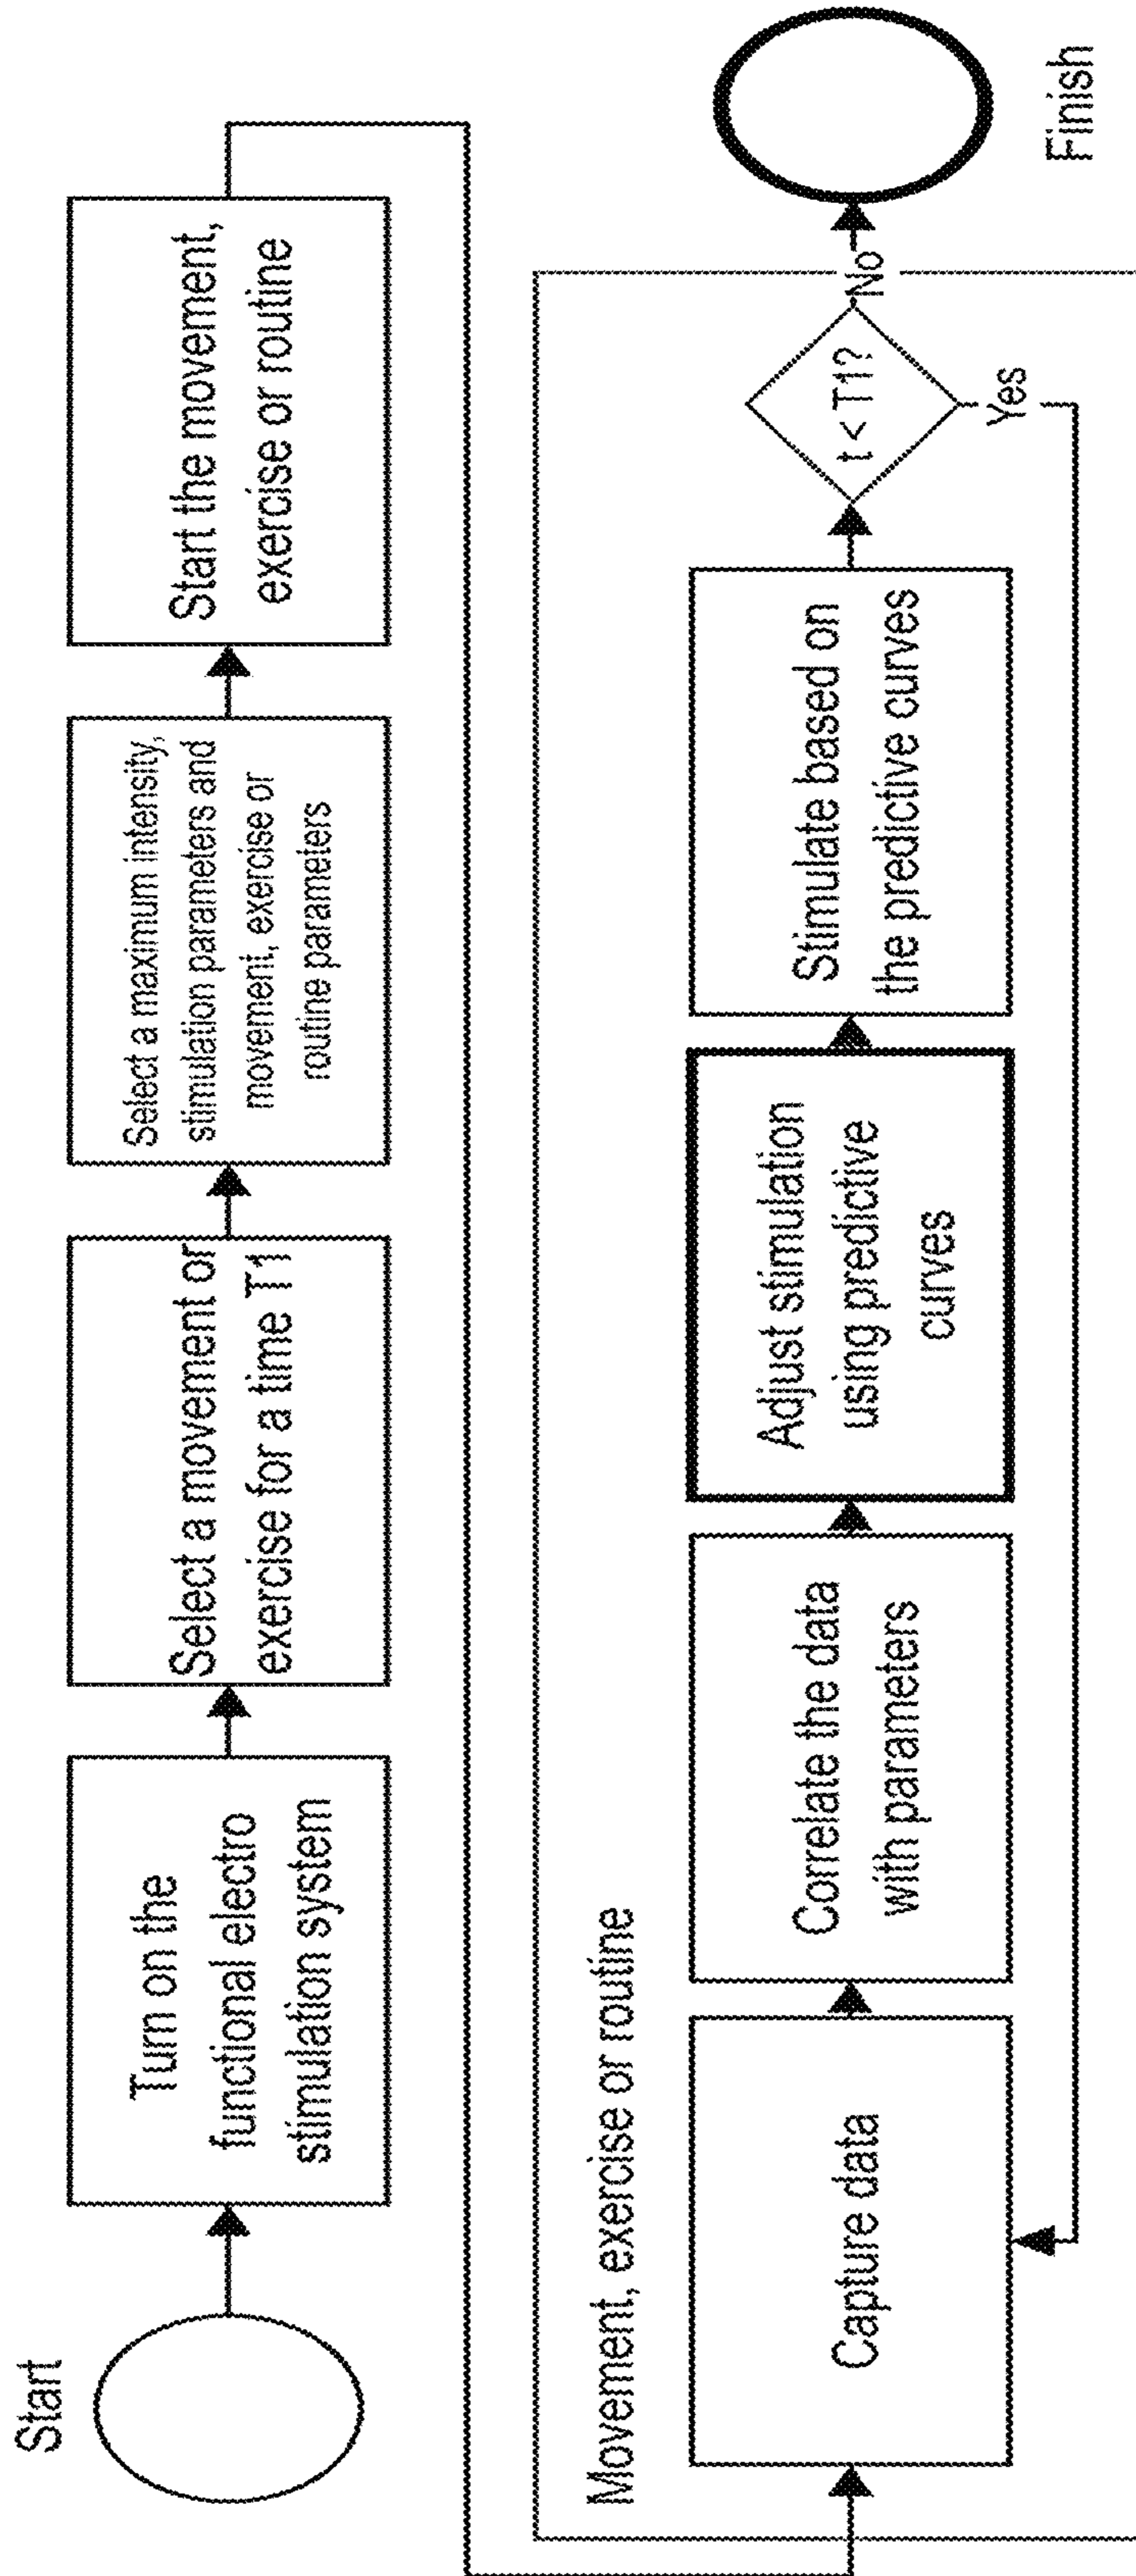 Start
Turn on the
functional electro
stimulation system
Select a movement or
exercise for a time T1
Select a maximum intensity,
stimulation parameters and
movement, exercise or
routine parameters
Start the movement,
exercise or routine
Movement, exercise or routine
Capture data
Correlate the data
with parameters
Adjust stimulation
using predictive
curves
Stimulate based on
the predictive curves
t < T1?
Yes
No
Finish